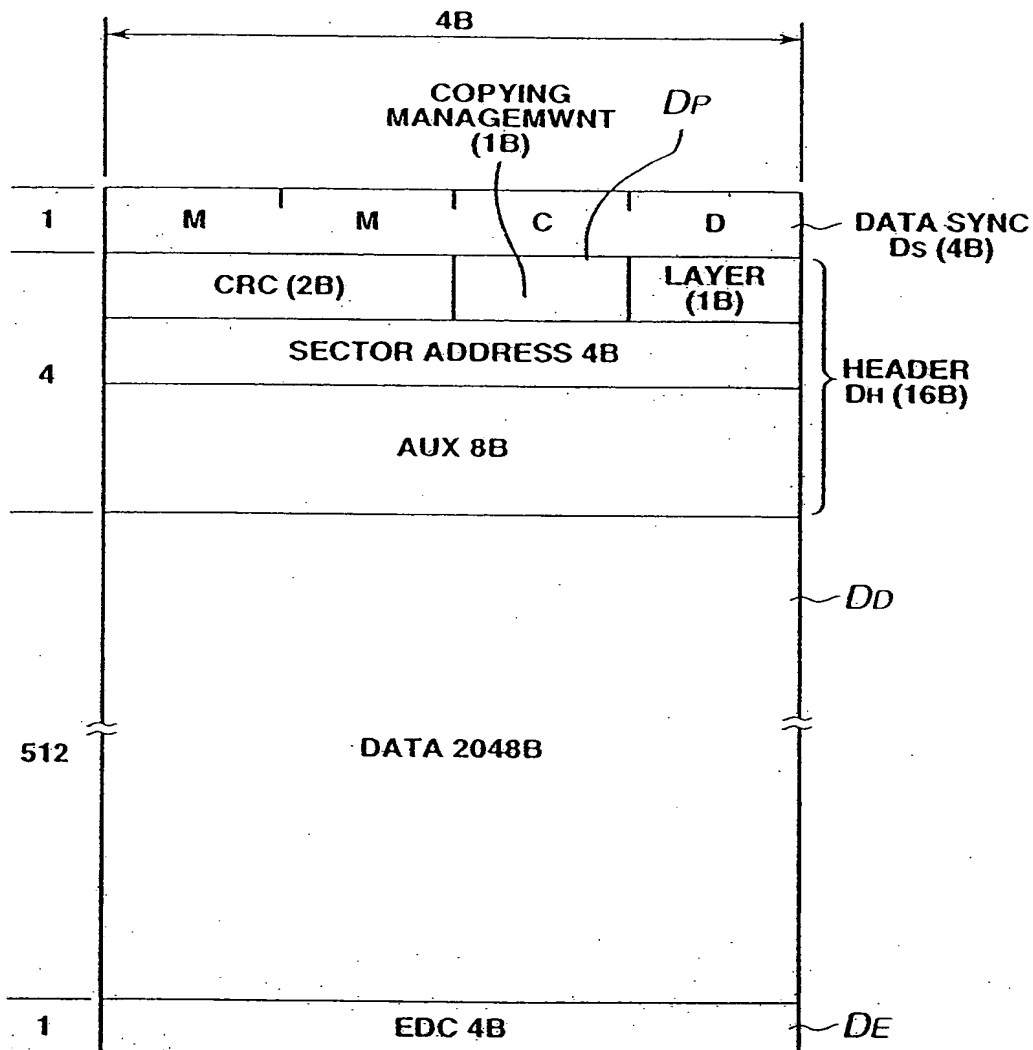 4B
COPYING
MANAGEMWNT
(1B)
DP
1
M M C D
DATA SYNC
DS (4B)
CRC (2B)
LAYER
(1B)
4
SECTOR ADDRESS 4B
HEADER
DH (16B)
AUX 8B
DD
512
DATA 2048B
1
EDC 4B
DE